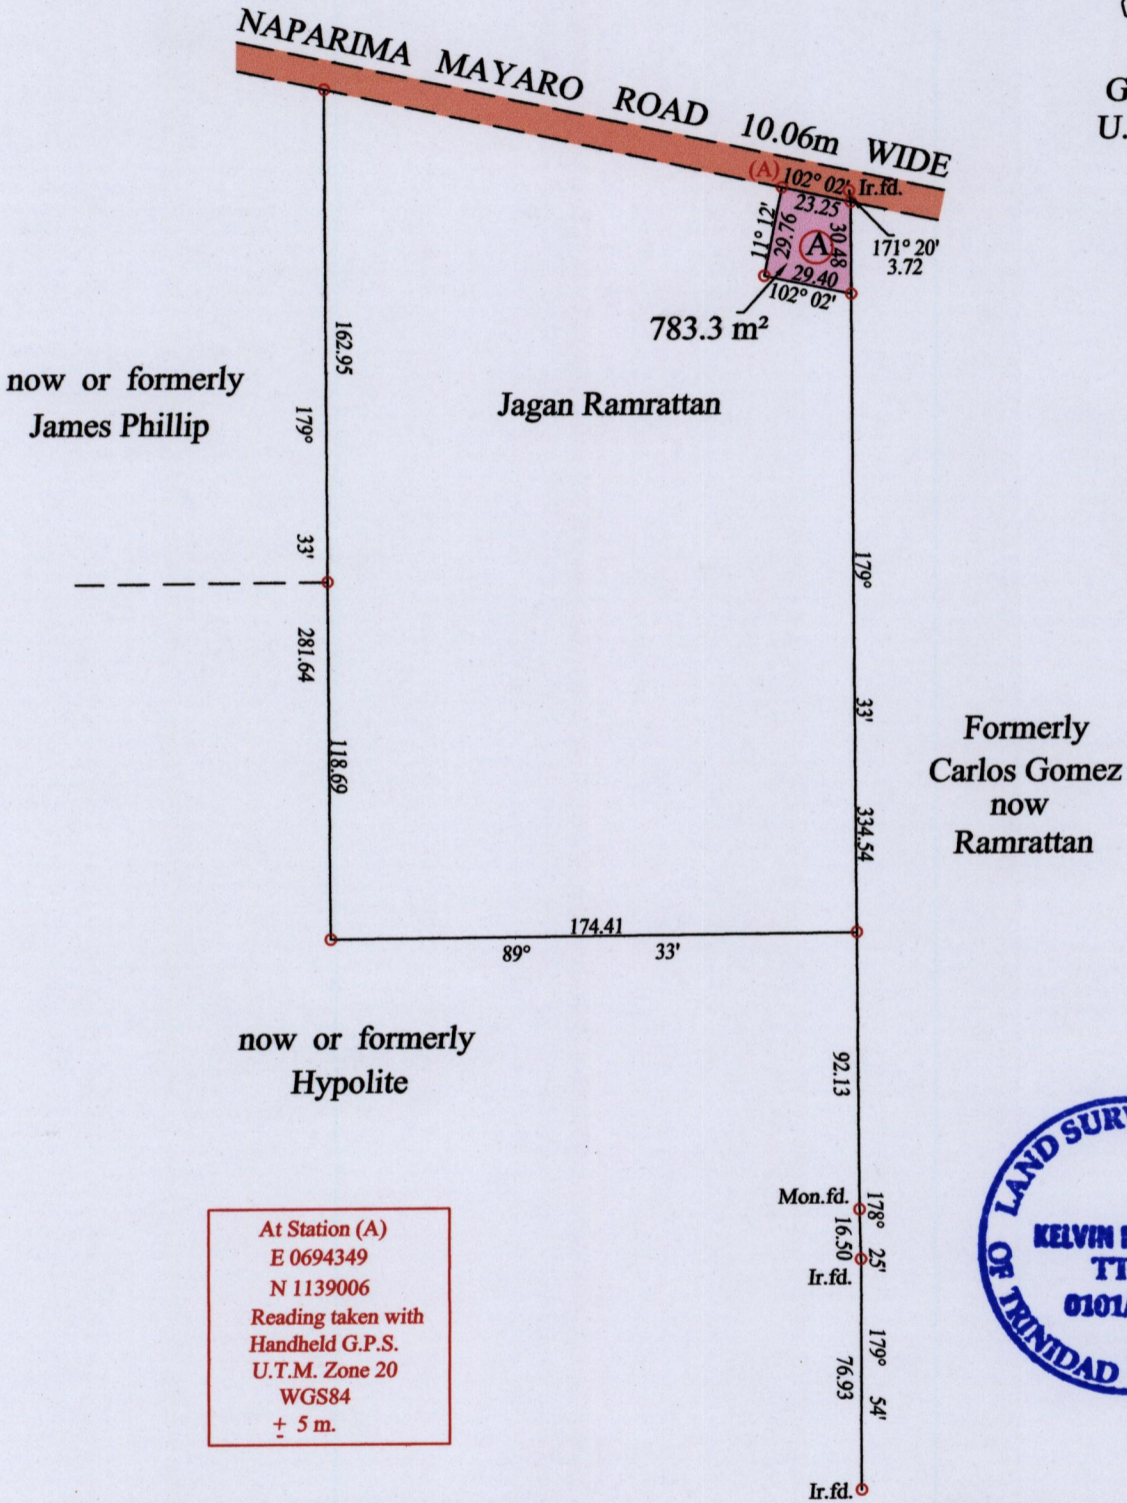 NAPARIMA MAYARO ROAD 10.06m WIDE
G
U.
(A)
102° 02'
Ir.fd.
23.25
11° 12'
29.76
A
30.48
171° 20'
3.72
29.40
102° 02'
783.3 m²
162.95
now or formerly
James Phillip
Jagan Ramrattan
179°
33'
281.64
118.69
179°
33'
334.54
Formerly
Carlos Gomez
now
Ramrattan
174.41
89° 33'
now or formerly
Hypolite
92.13
Mon.fd.
178° 25'
16.50
Ir.fd.
179° 54'
76.93
Ir.fd.
At Station (A)
E 0694349
N 1139006
Reading taken with
Handheld G.P.S.
U.T.M. Zone 20
WGS84
± 5 m.
LAND SUR
KELVIN
TT
0101
OF TRINIDAD